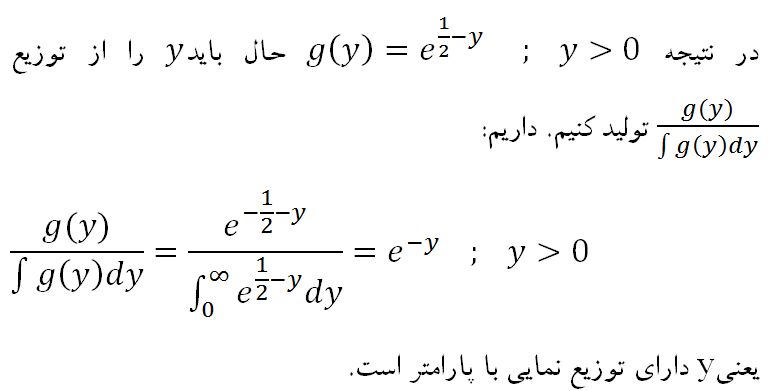 در نتیجه g(y) = e^{\frac{1}{2}-y} ; y > 0 حال باید y را از توزیع
\frac{g(y)}{\int g(y)dy} تولید کنیم. داریم:
\frac{g(y)}{\int g(y)dy} = \frac{e^{-\frac{1}{2}-y}}{\int_0^\infty e^{\frac{1}{2}-y}dy} = e^{-y} ; y > 0
یعنی y دارای توزیع نمایی با پارامتر است.